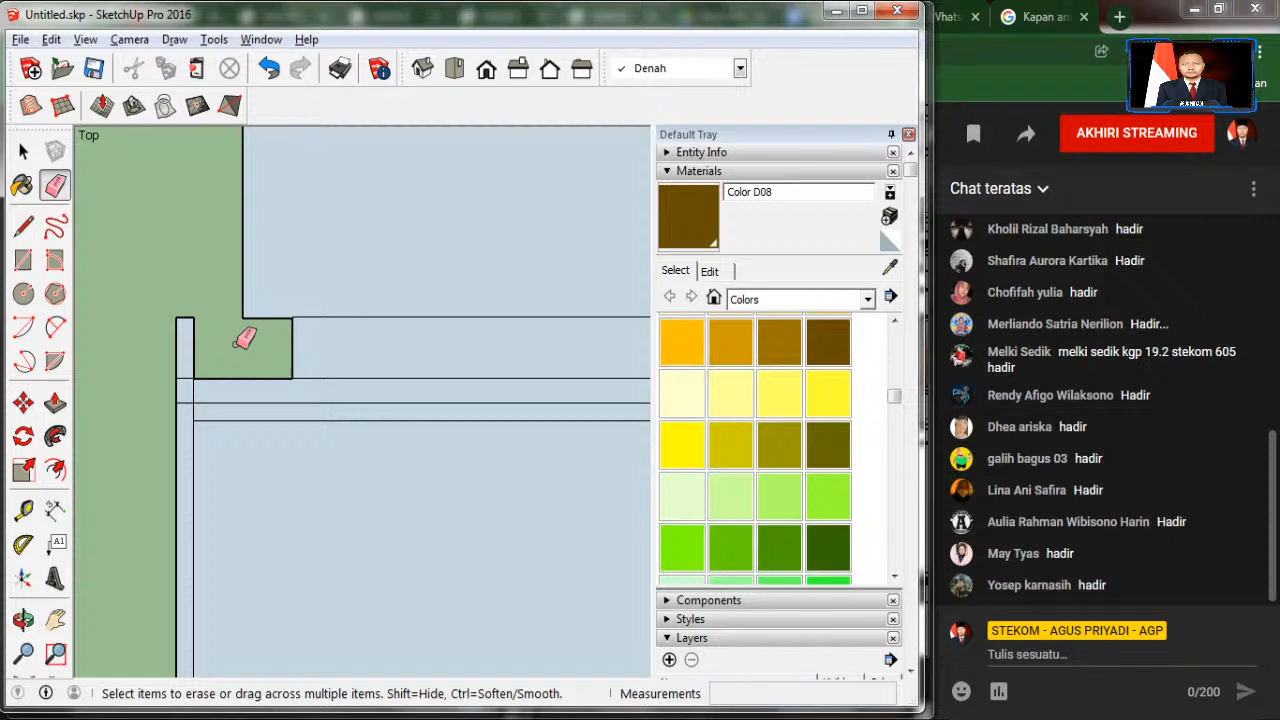 Untitled.skp - SketchUp Pro 2016
File Edit View Camera Draw Tools Window Help
Denah
Top
A1
Default Tray
Entity Info
Materials
Color D08
Select Edit
Colors
Components
Styles
Layers
Select items to erase or drag across multiple items. Shift=Hide, Ctrl=Soften/Smooth.
Measurements
Whats
Kapan an
an
AKHIRI STREAMING
Chat teratas
Kholil Rizal Baharsyah hadir
Shafira Aurora Kartika Hadir
Chofifah yulia hadir
Merliando Satria Nerilion Hadir...
Melki Sedik melki sedik kgp 19.2 stekom 605
hadir
Rendy Afigo Wilaksono Hadir
Dhea ariska hadir
galih bagus 03 hadir
Lina Ani Safira Hadir
Aulia Rahman Wibisono Harin Hadir
May Tyas hadir
Yosep karnasih hadir
STEKOM - AGUS PRIYADI - AGP
Tulis sesuatu...
0/200